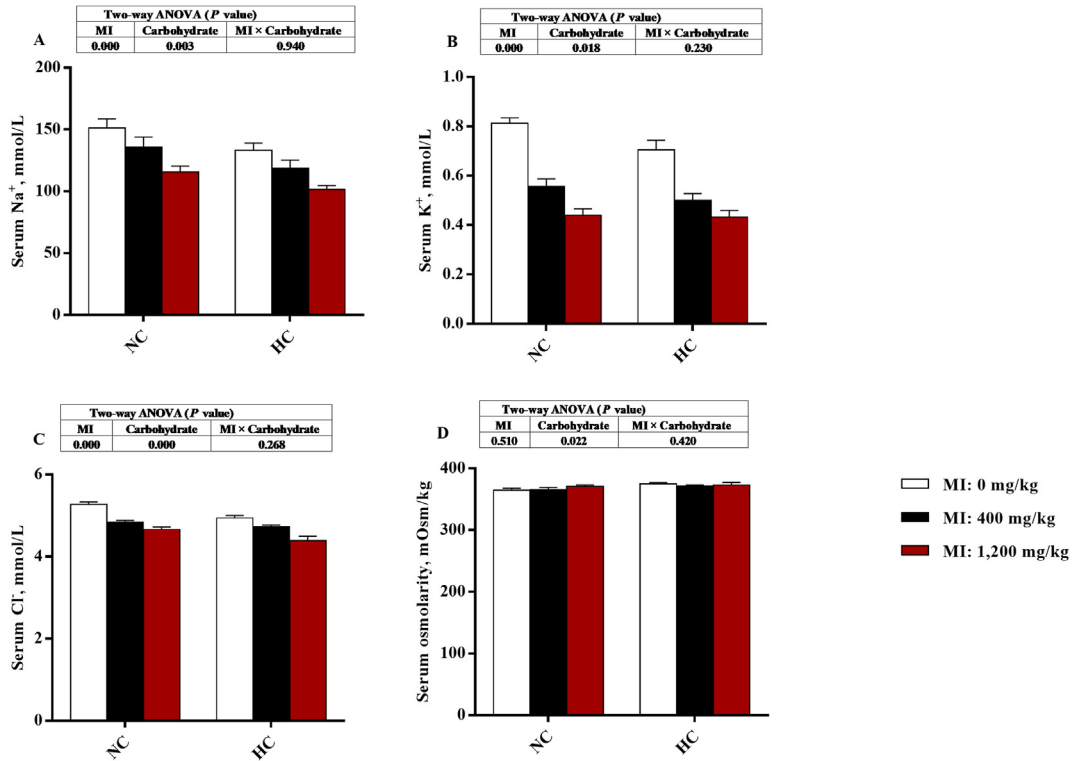 A
Two-way ANOVA (P value)
MI Carbohydrate MI × Carbohydrate
0.000 0.003 0.940
Serum Na⁺, mmol/L
200
150
100
50
0
NC HC
B
Two-way ANOVA (P value)
MI Carbohydrate MI × Carbohydrate
0.000 0.018 0.230
Serum K⁺, mmol/L
1.0
0.8
0.6
0.4
0.2
0.0
NC HC
C
Two-way ANOVA (P value)
MI Carbohydrate MI × Carbohydrate
0.000 0.000 0.268
Serum Cl⁻, mmol/L
6
4
2
0
NC HC
D
Two-way ANOVA (P value)
MI Carbohydrate MI × Carbohydrate
0.510 0.022 0.420
Serum osmolarity, mOsm/kg
400
300
200
100
0
NC HC
MI: 0 mg/kg
MI: 400 mg/kg
MI: 1,200 mg/kg